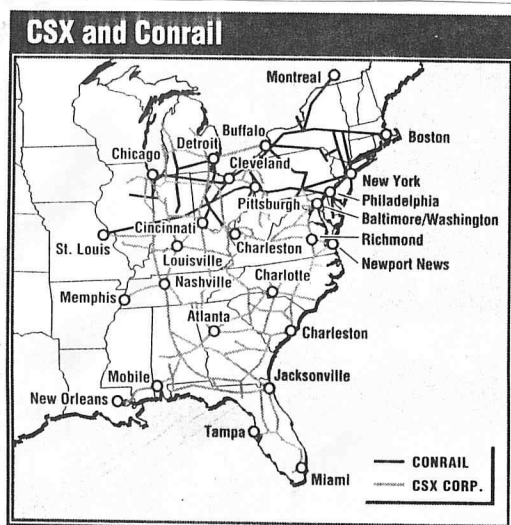 CSX and Conrail
Montreal
Buffalo
Boston
Detroit
Chicago
Cleveland
New York
Pittsburgh
Philadelphia
Baltimore/Washington
Cincinnati
St. Louis
Charleston
Richmond
Louisville
Newport News
Nashville
Charlotte
Memphis
Atlanta
Charleston
Mobile
Jacksonville
New Orleans
Tampa
Miami
CONRAIL
CSX CORP.